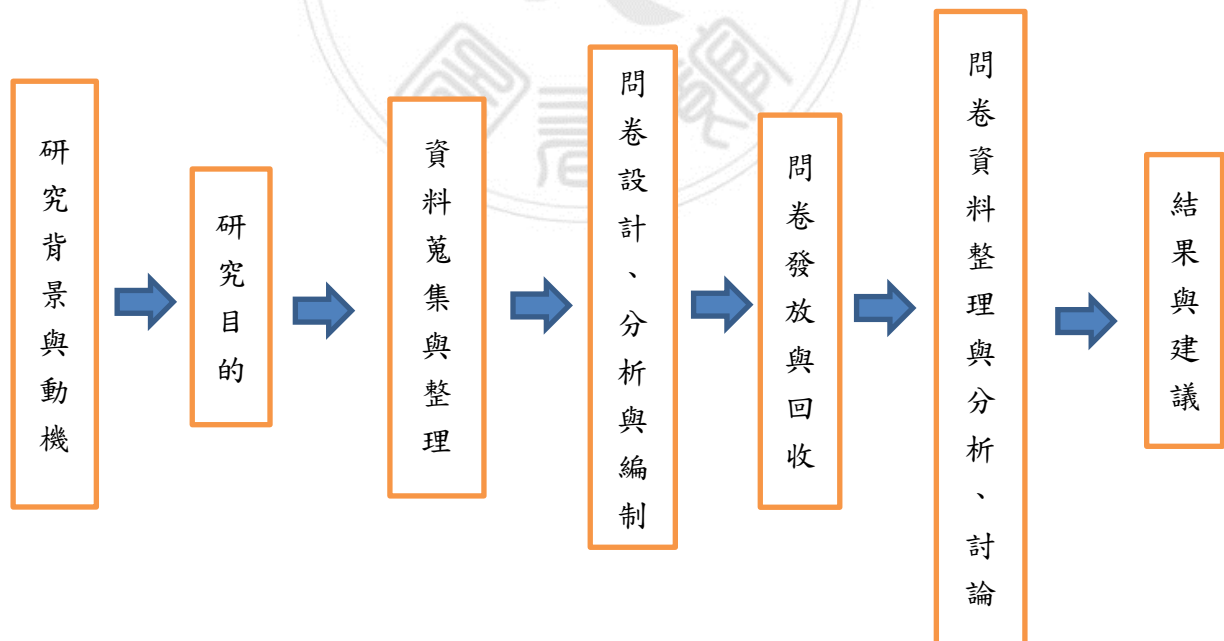 研究背景與動機
研究目的
資料蒐集與整理
問卷設計、分析與編制
問卷發放與回收
問卷資料整理與分析、討論
結果與建議